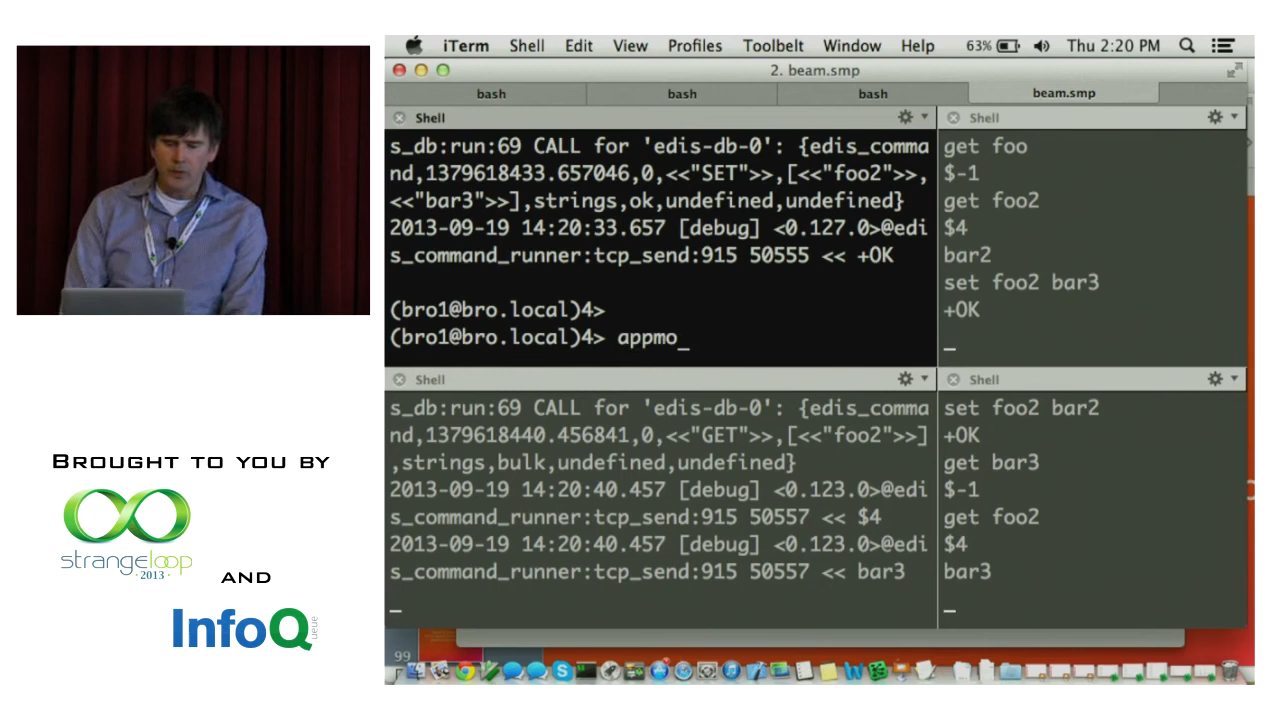 iTerm Shell Edit View Profiles Toolbelt Window Help 63% Thu 2:20 PM
2. beam.smp
bash bash bash beam.smp
Shell
s_db:run:69 CALL for 'edis-db-0': {edis_comma
nd,1379618433.657046,0,<<"SET">>,[<<"foo2">>,
<<"bar3">>],strings,ok,undefined,undefined}
2013-09-19 14:20:33.657 [debug] <0.127.0>@edi
s_command_runner:tcp_send:915 50555 << +OK
(bro1@bro.local)4>
(bro1@bro.local)4> appmo_
Shell
get foo
$-1
get foo2
$4
bar2
set foo2 bar3
+OK
_
Shell
s_db:run:69 CALL for 'edis-db-0': {edis_comma
nd,1379618440.456841,0,<<"GET">>,[<<"foo2">>]
,strings,bulk,undefined,undefined}
2013-09-19 14:20:40.457 [debug] <0.123.0>@edi
s_command_runner:tcp_send:915 50557 << $4
2013-09-19 14:20:40.457 [debug] <0.123.0>@edi
s_command_runner:tcp_send:915 50557 << bar3
_
Shell
set foo2 bar2
+OK
get bar3
$-1
get foo2
$4
bar3
_
99
BROUGHT TO YOU BY
strangeloop
·2013·
AND
InfoQ